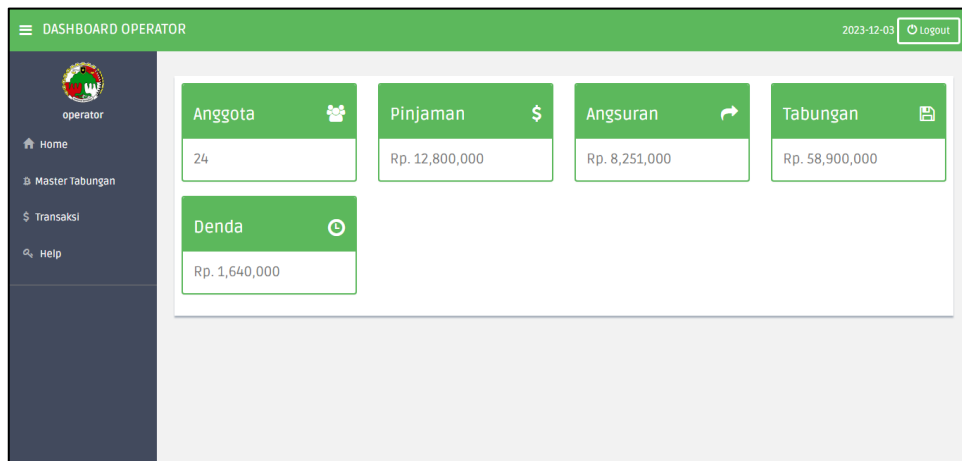 DASHBOARD OPERATOR
2023-12-03 Logout
operator
Home
Master Tabungan
Transaksi
Help
Anggota
24
Pinjaman
Rp. 12,800,000
Angsuran
Rp. 8,251,000
Tabungan
Rp. 58,900,000
Denda
Rp. 1,640,000